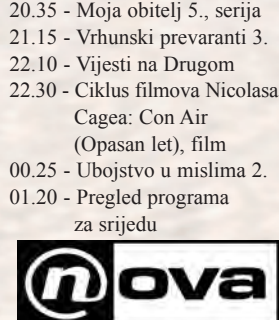 20.35 - Moja obitelj 5., serija
21.15 - Vrhunski prevaranti 3.
22.10 - Vijesti na Drugom
22.30 - Ciklus filmova Nicolasa
Cagea: Con Air
(Opasan let), film
00.25 - Ubojstvo u mislima 2.
01.20 - Pregled programa
za srijedu
nova